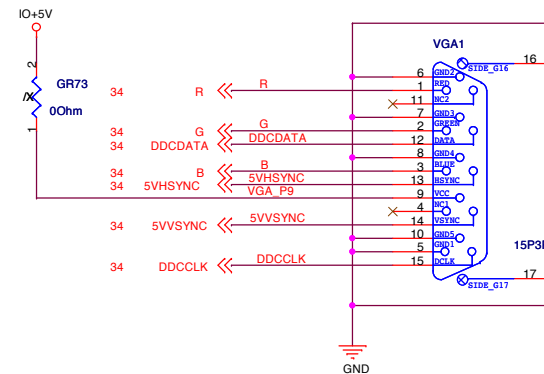 IO+5V
VGA1
16
SIDE_G16
2
GR73
/X
0Ohm
1
6 GND2
34 R R 1 RED
11 NC2
7 GND3
34 G G 2 GREEN
34 DDCDATA DDCDATA 12 DATA
8 GND4
34 B B 3 BLUE
34 5VHSYNC 5VHSYNC 13 HSYNC
VGA_P9 9 VCC
4 NC1
34 5VVSYNC 5VVSYNC 14 VSYNC
10 GND5
5 GND1
15P3
34 DDCCLK DDCCLK 15 DCLK
17
SIDE_G17
GND